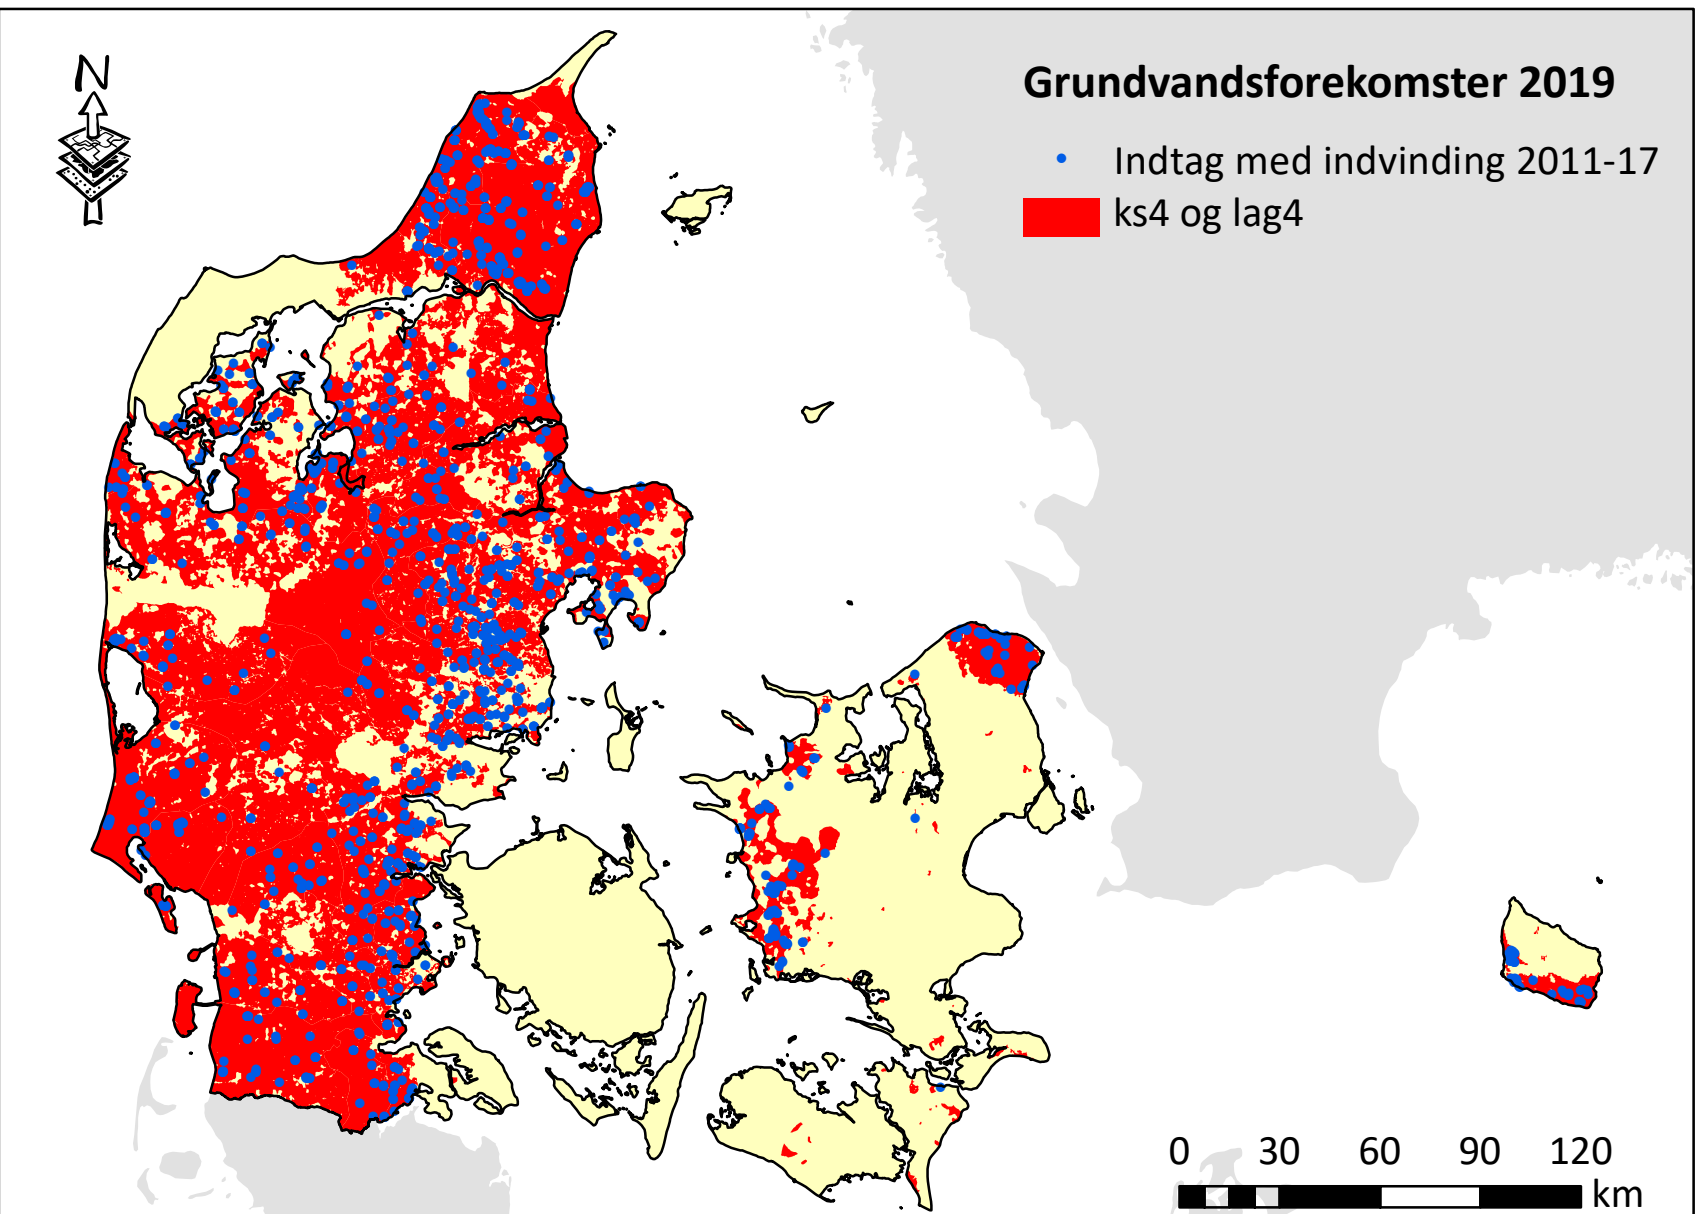 N
Grundvandsforekomster 2019
Indtag med indvinding 2011-17
ks4 og lag4
0 30 60 90 120
km